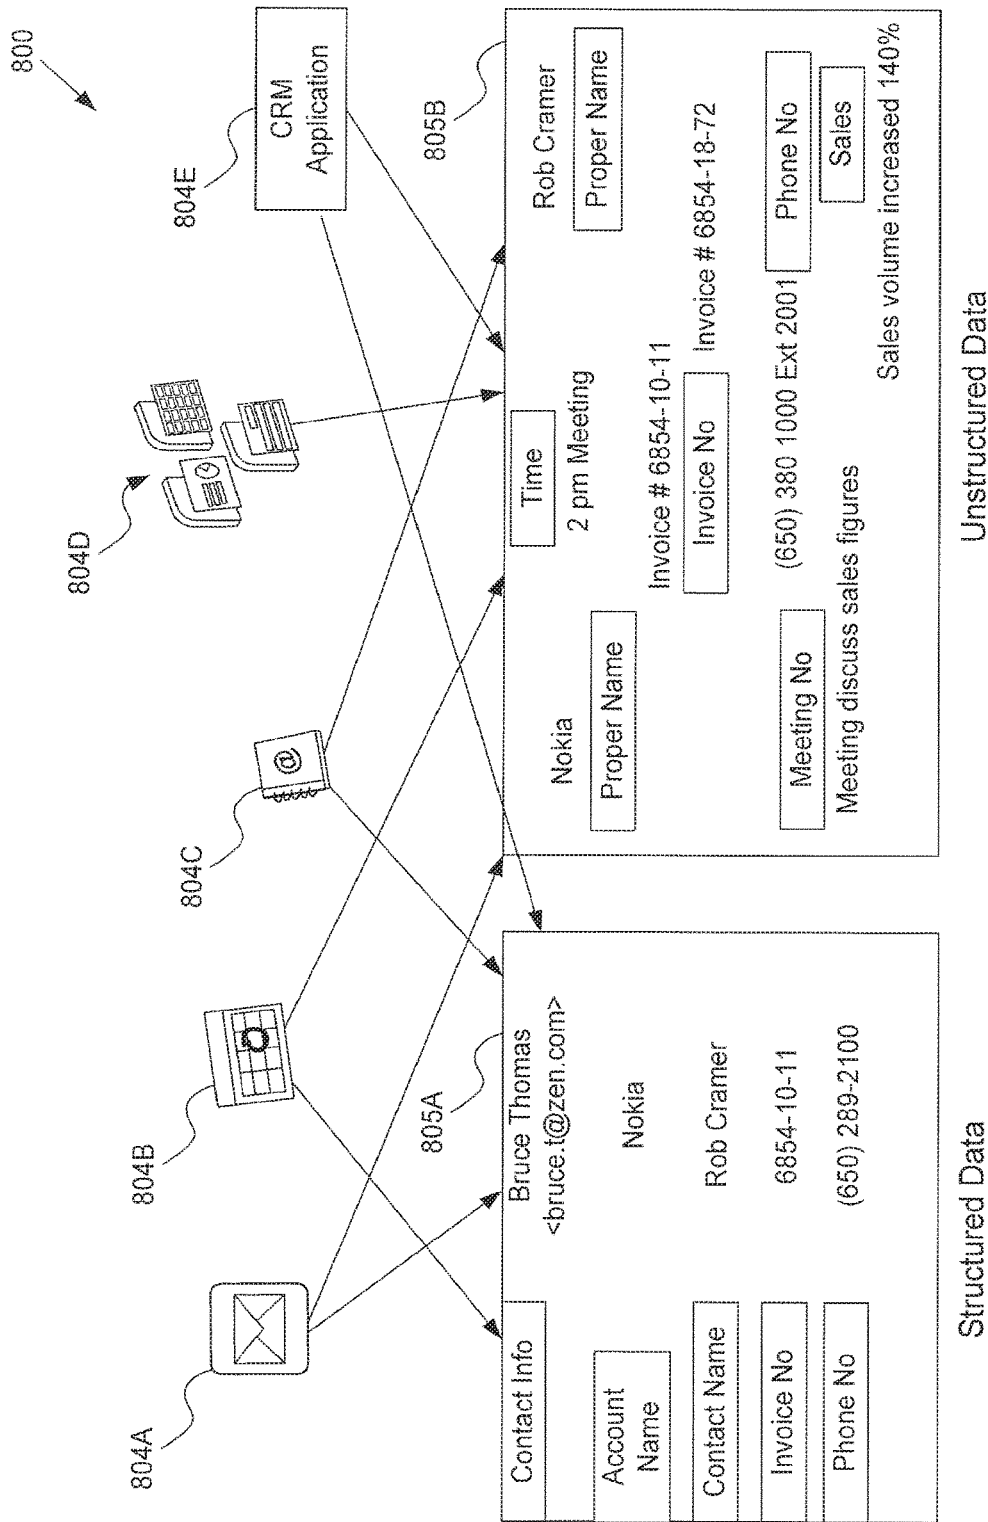 800
804A
804B
804C
804D
804E
CRM
Application
805A
Contact Info
Bruce Thomas
<bruce.t@zen.com>
Account
Name
Nokia
Contact Name
Rob Cramer
Invoice No
6854-10-11
Phone No
(650) 289-2100
Structured Data
805B
Time
2 pm Meeting
Nokia
Proper Name
Rob Cramer
Proper Name
Invoice # 6854-10-11
Invoice No
Invoice # 6854-18-72
Meeting No
(650) 380 1000 Ext 2001
Phone No
Meeting discuss sales figures
Sales
Sales volume increased 140%
Unstructured Data